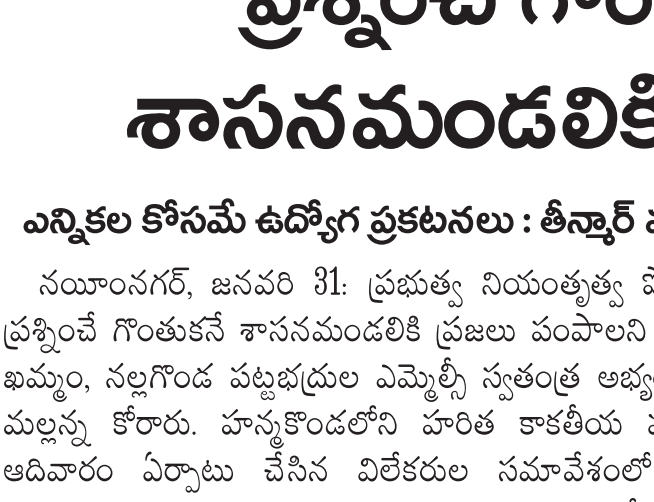 ప్రశ్నించే
శాసనమండలికి
ఎన్నికల కోసమే ఉద్యోగ ప్రకటనలు : తీన్మార్
నయీంనగర్, జనవరి 31: ప్రభుత్వ నియంతృత్వ
ప్రశ్నించే గొంతుకనే శాసనమండలికి ప్రజలు పంపాలని
ఖమ్మం, నల్లగొండ పట్టభద్రుల ఎమ్మెల్సీ స్వతంత్ర
మల్లన్న కోరారు. హన్మకొండలోని హరిత కాకతీయ
ఆదివారం ఏర్పాటు చేసిన విలేకరుల సమావేశంలో